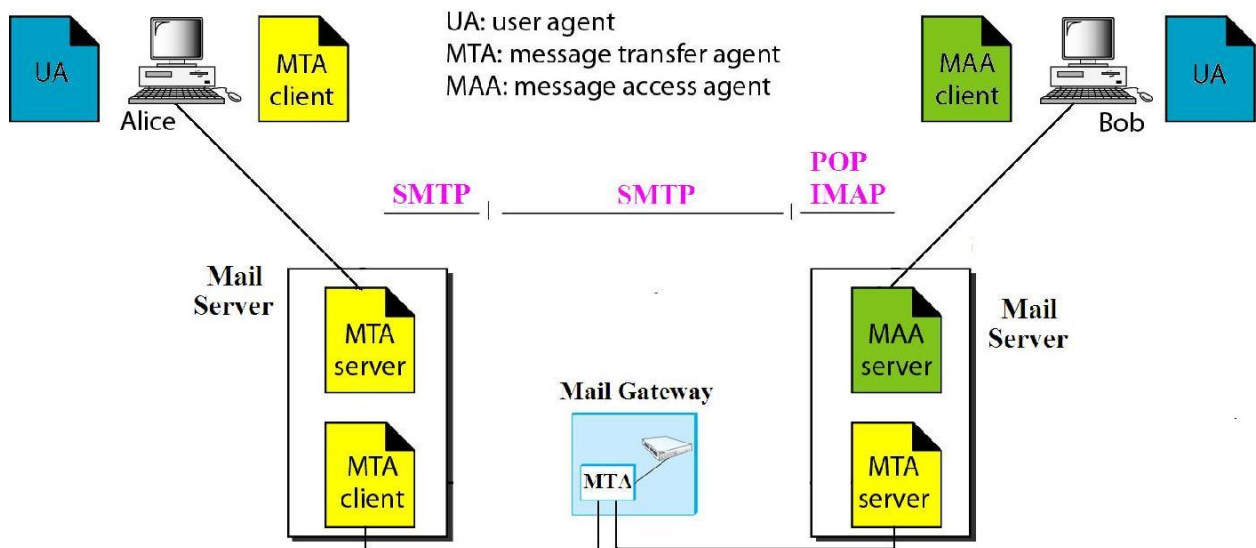 UA
Alice
MTA
client
UA: user agent
MTA: message transfer agent
MAA: message access agent
MAA
client
Bob
UA
SMTP
SMTP
POP
IMAP
Mail
Server
MTA
server
MTA
client
Mail Gateway
MTA
MAA
server
MTA
server
Mail
Server